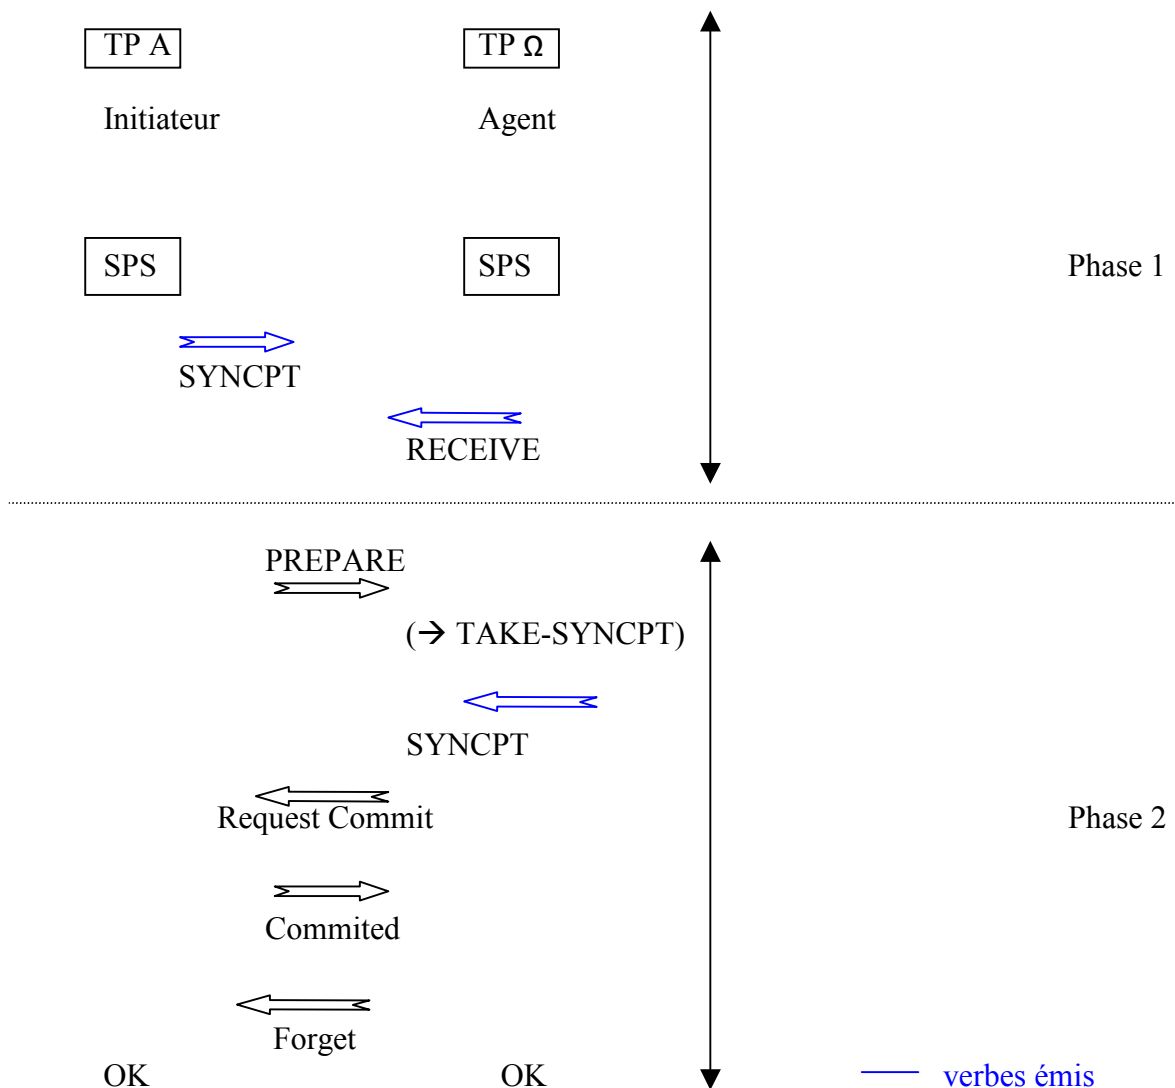 TP A TP Ω
Initiateur Agent
SPS SPS Phase 1
SYNCPT
RECEIVE
PREPARE
(→ TAKE-SYNCPT)
SYNCPT
Request Commit Phase 2
Commited
Forget
OK OK verbes émis